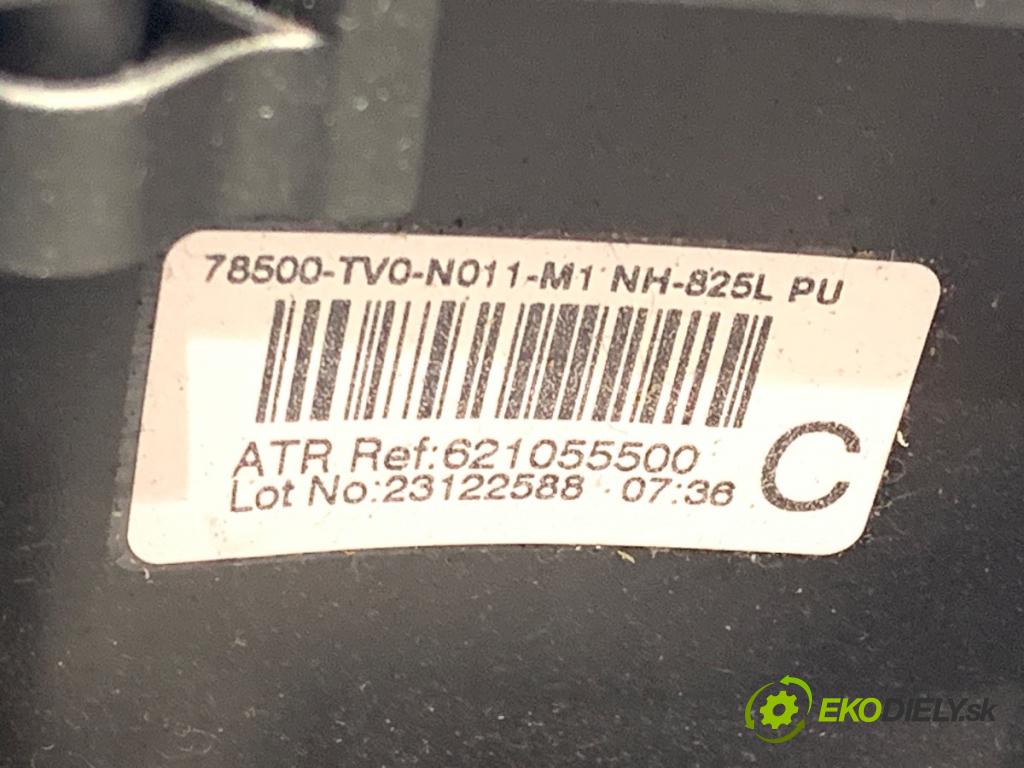 78500-TV0-N011-M1 NH-825L PU
ATR Ref:621055500
Lot No:23122588 07:36
C
EKODIELY.sk